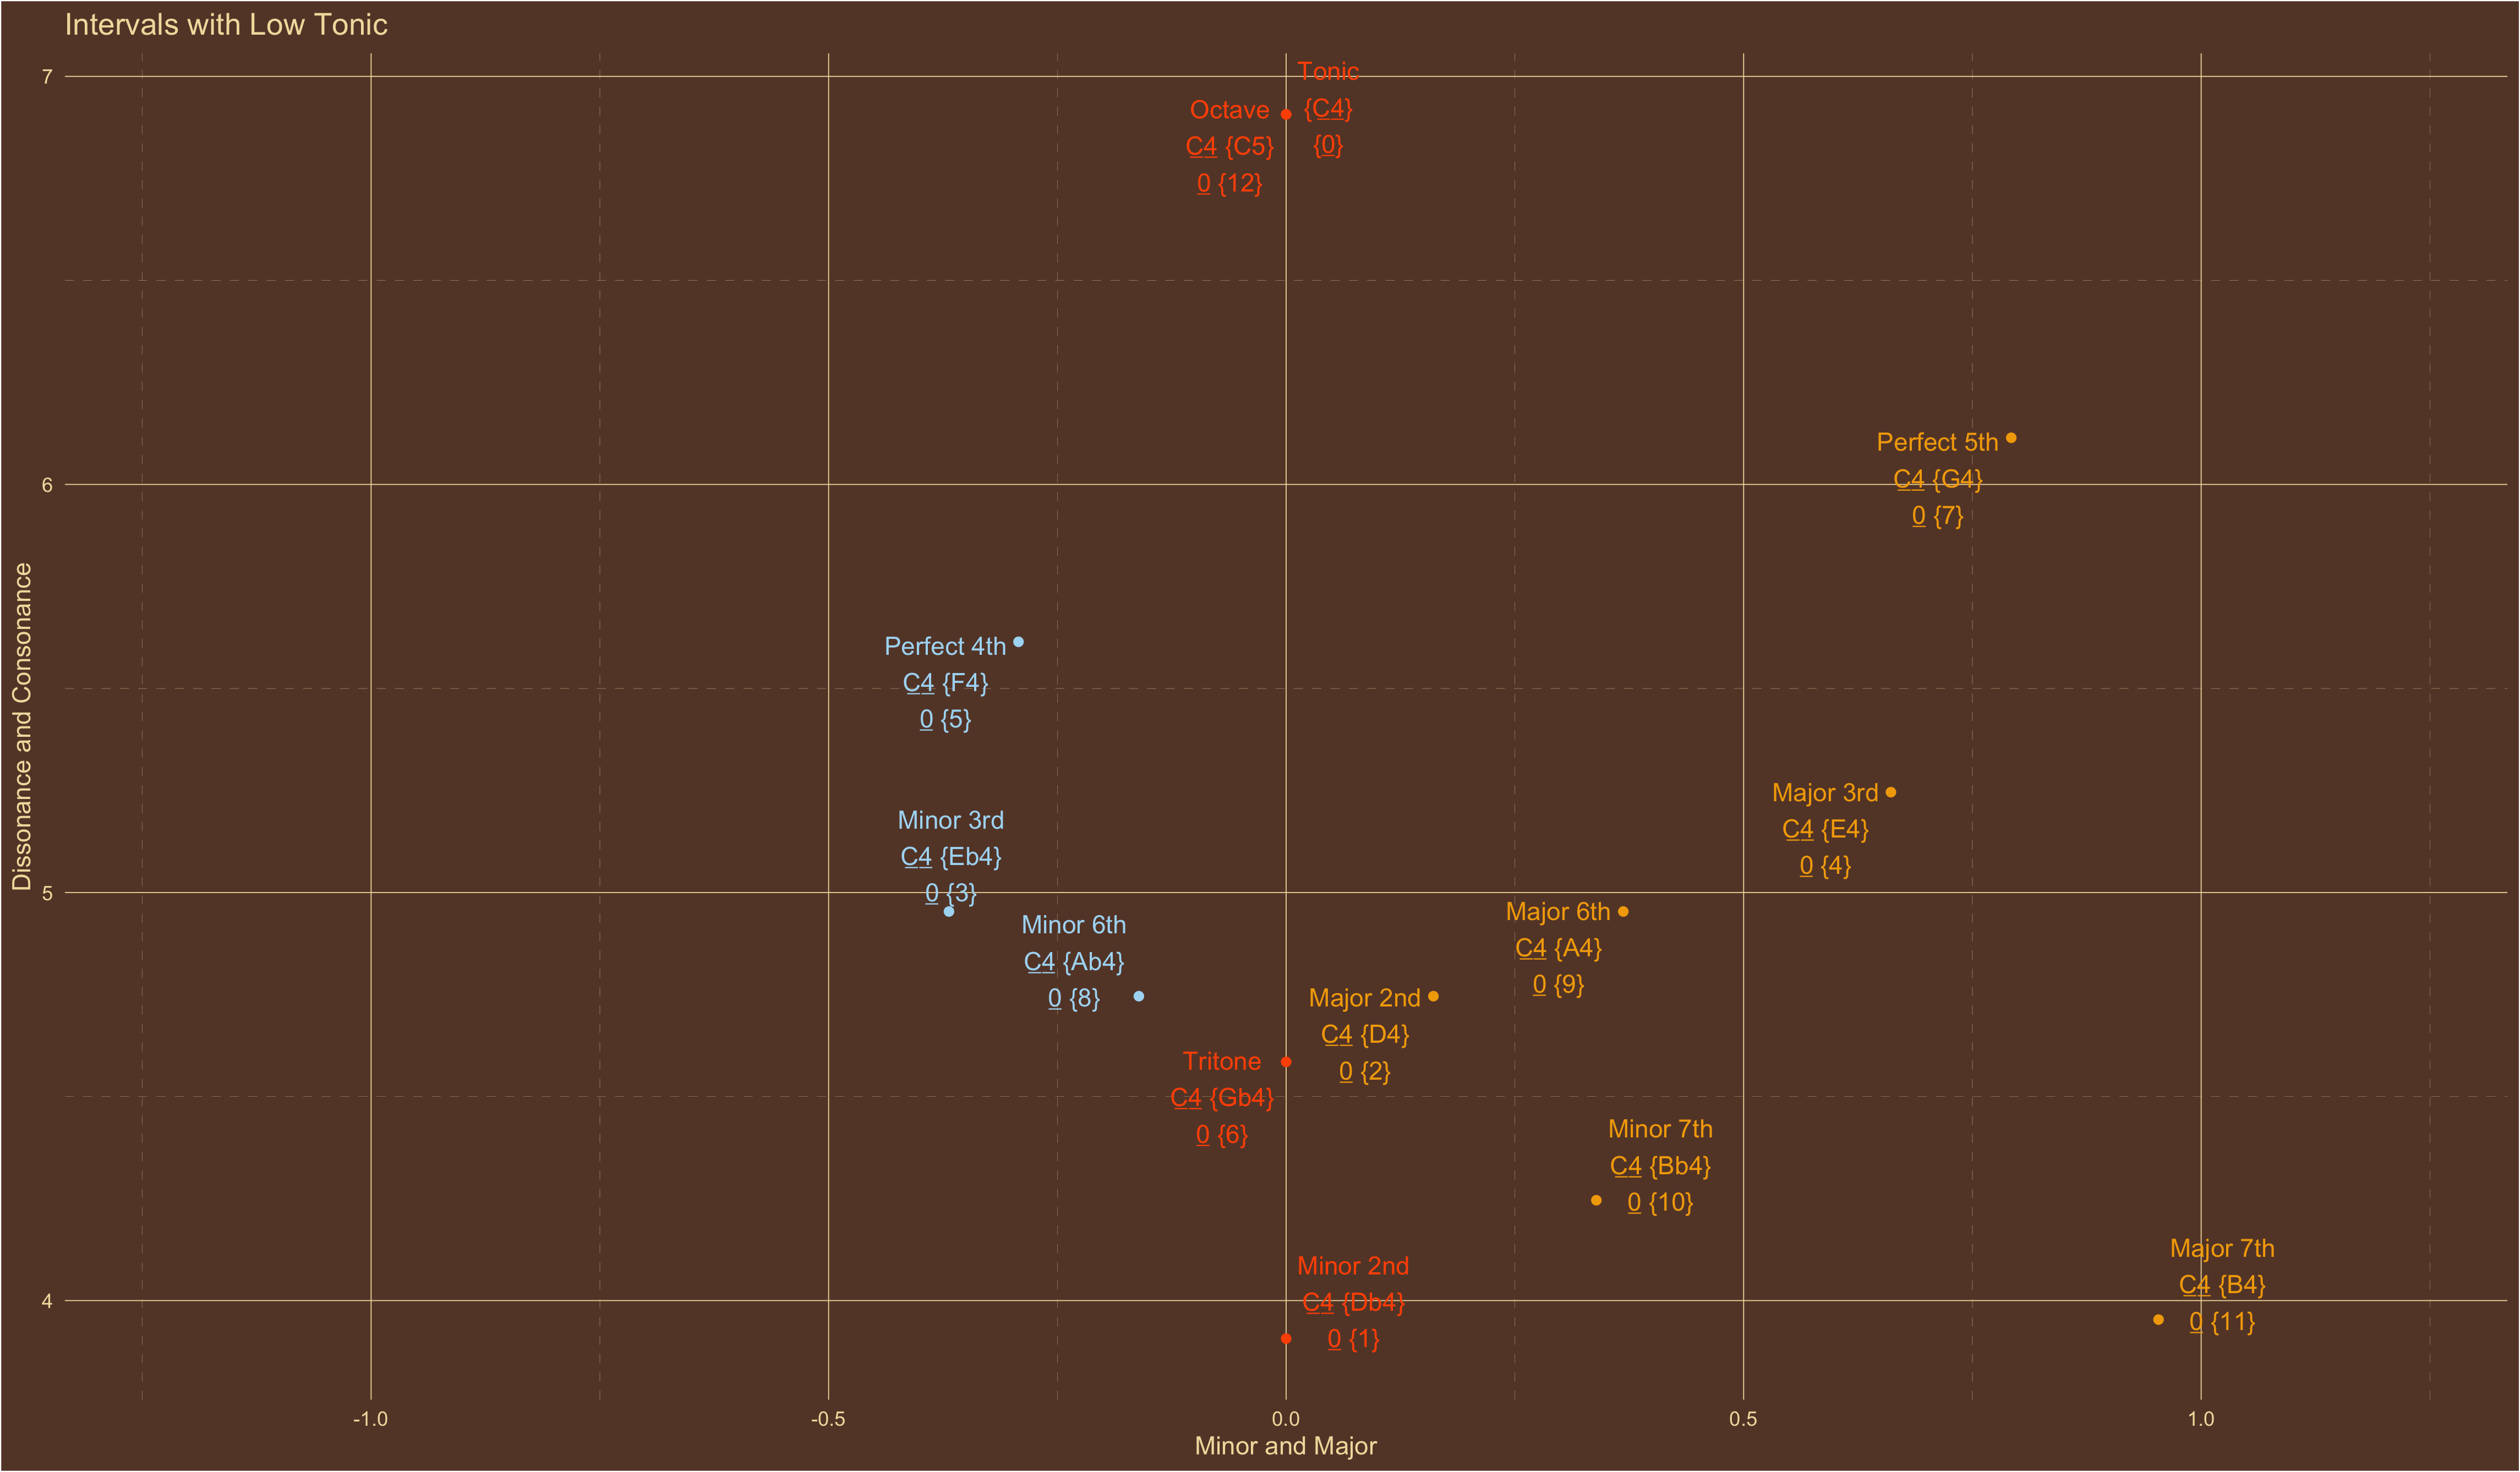 Intervals with Low Tonic
Dissonance and Consonance
7
6
5
4
Tonic
{C4}
{0}
Octave
C4 {C5}
0 {12}
Perfect 5th
C4 {G4}
0 {7}
Perfect 4th
C4 {F4}
0 {5}
Major 3rd
C4 {E4}
0 {4}
Minor 3rd
C4 {Eb4}
0 {3}
Major 6th
C4 {A4}
0 {9}
Minor 6th
C4 {Ab4}
0 {8}
Major 2nd
C4 {D4}
0 {2}
Tritone
C4 {Gb4}
0 {6}
Minor 7th
C4 {Bb4}
0 {10}
Major 7th
C4 {B4}
0 {11}
Minor 2nd
C4 {Db4}
0 {1}
-1.0
-0.5
0.0
0.5
1.0
Minor and Major